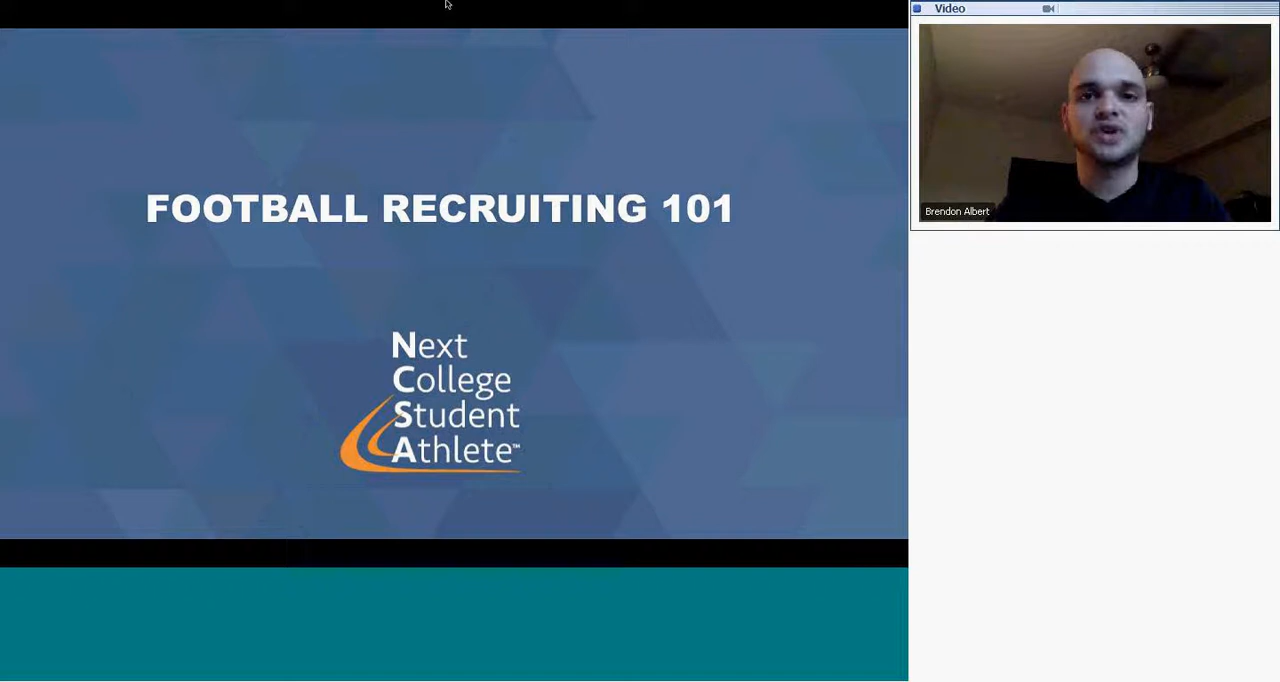 FOOTBALL RECRUITING 101
Next
College
Student
Athlete™
Video
Brendon Albert